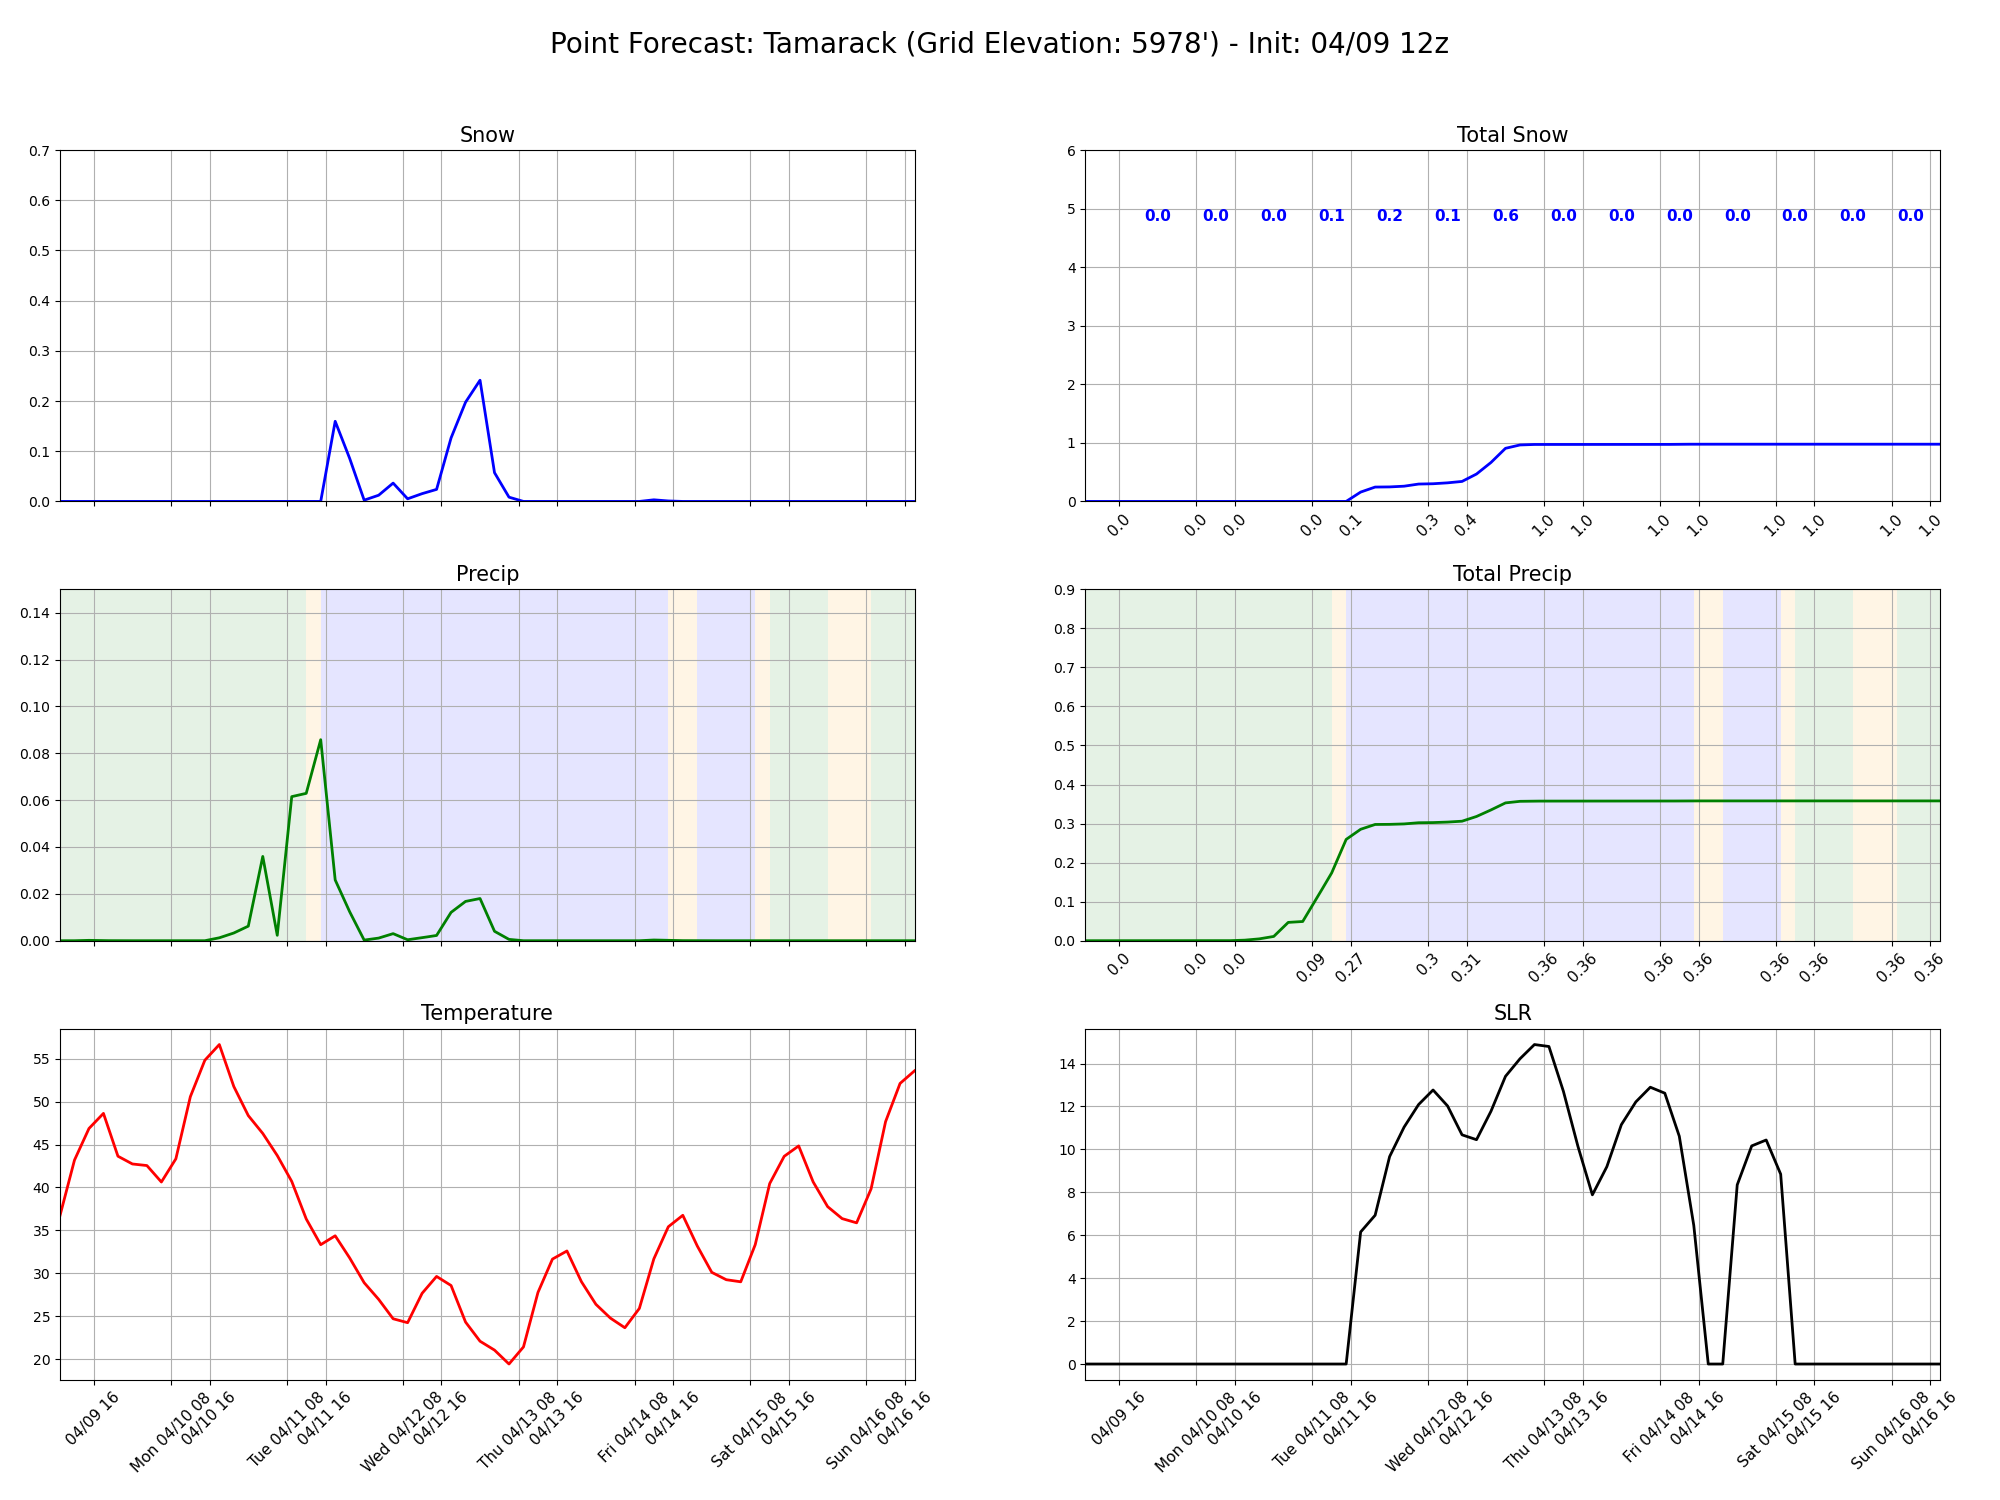 Point Forecast: Tamarack (Grid Elevation: 5978') - Init: 04/09 12z
Snow
0.7
0.6
0.5
0.4
0.3
0.2
0.1
0.0
Total Snow
6
5
4
3
2
1
0
0.0 0.0 0.0 0.1 0.2 0.1 0.6 0.0 0.0 0.0 0.0 0.0 0.0 0.0
0.0 0.0 0.0 0.0 0.1 0.3 0.4 1.0 1.0 1.0 1.0 1.0 1.0 1.0 1.0
Precip
0.14
0.12
0.10
0.08
0.06
0.04
0.02
0.00
Total Precip
0.9
0.8
0.7
0.6
0.5
0.4
0.3
0.2
0.1
0.0
0.0 0.0 0.0 0.09 0.27 0.3 0.31 0.36 0.36 0.36 0.36 0.36 0.36 0.36 0.36
Temperature
55
50
45
40
35
30
25
20
04/09 16
Mon 04/10 08
04/10 16
Tue 04/11 08
04/11 16
Wed 04/12 08
04/12 16
Thu 04/13 08
04/13 16
Fri 04/14 08
04/14 16
Sat 04/15 08
04/15 16
Sun 04/16 08
04/16 16
SLR
14
12
10
8
6
4
2
0
04/09 16
Mon 04/10 08
04/10 16
Tue 04/11 08
04/11 16
Wed 04/12 08
04/12 16
Thu 04/13 08
04/13 16
Fri 04/14 08
04/14 16
Sat 04/15 08
04/15 16
Sun 04/16 08
04/16 16